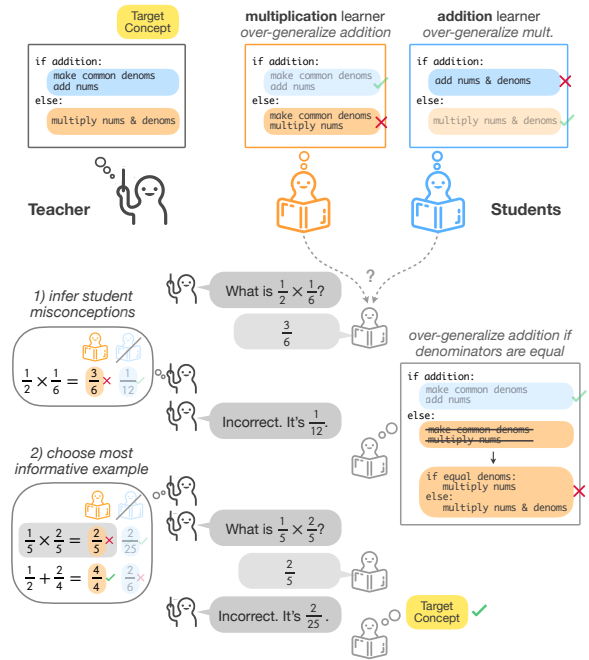 Target
Concept
if addition:
make common denoms
add nums
else:
multiply nums & denoms
Teacher
multiplication learner
over-generalize addition
if addition:
make common denoms
add nums
else:
make common denoms
multiply nums
addition learner
over-generalize mult.
if addition:
add nums & denoms
else:
multiply nums & denoms
Students
?
1) infer student
misconceptions
1/2 × 1/6 = 3/6 1/12
What is 1/2 × 1/6?
3/6
Incorrect. It's 1/12.
over-generalize addition if
denominators are equal
if addition:
make common denoms
add nums
else:
make common denoms
multiply nums
if equal denoms:
multiply nums
else:
multiply nums & denoms
2) choose most
informative example
1/5 × 2/5 = 2/5 2/25
1/2 + 2/4 = 4/4 2/6
What is 1/5 × 2/5?
2/5
Incorrect. It's 2/25.
Target
Concept